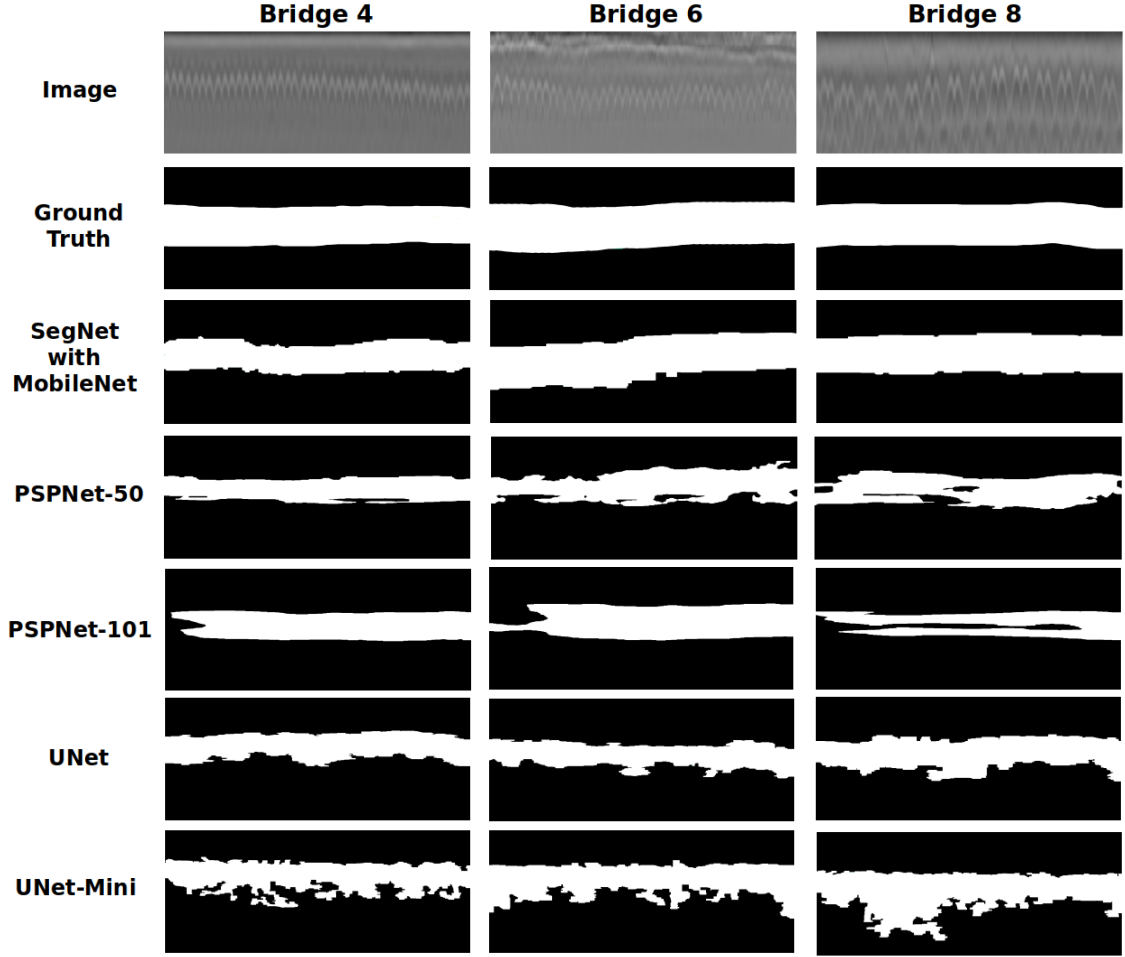 Bridge 4 Bridge 6 Bridge 8
Image
Ground
Truth
SegNet
with
MobileNet
PSPNet-50
PSPNet-101
UNet
UNet-Mini